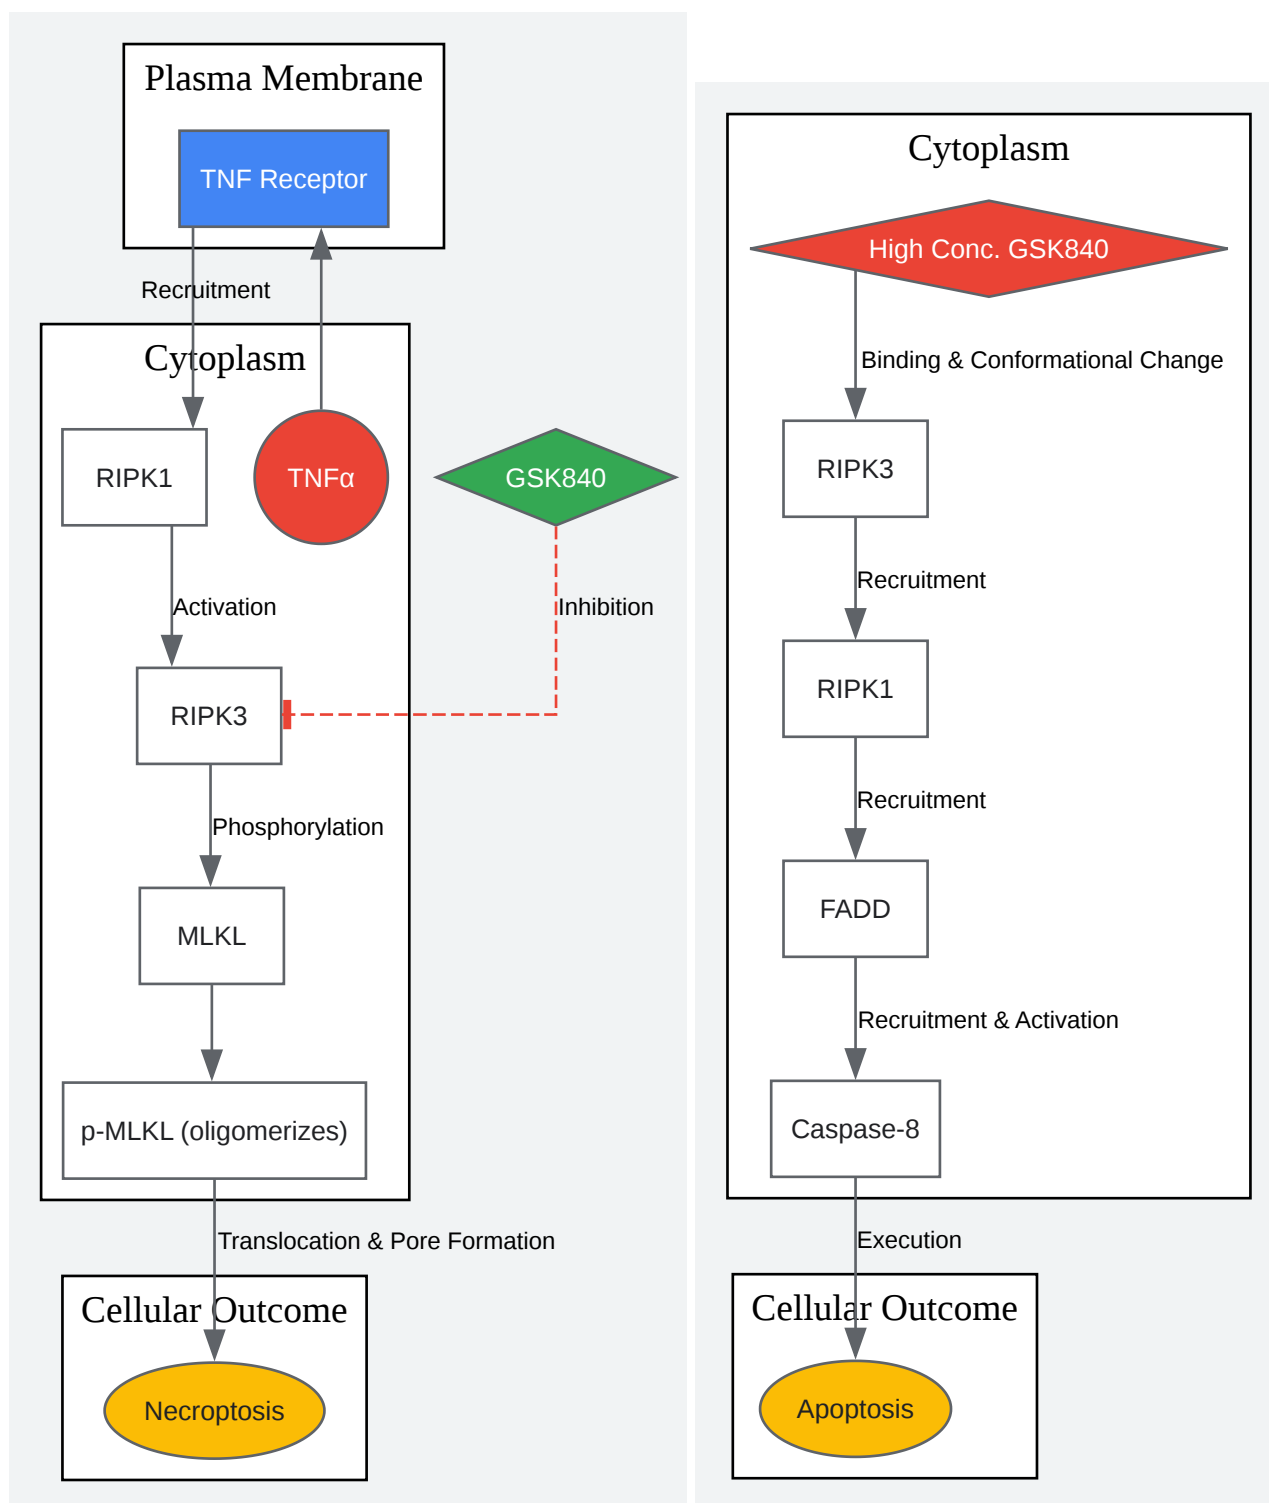 Plasma Membrane
TNF Receptor
Recruitment
Cytoplasm
RIPK1
TNFα
GSK840
Activation
Inhibition
RIPK3
Phosphorylation
MLKL
p-MLKL (oligomerizes)
Translocation & Pore Formation
Cellular Outcome
Necroptosis
Cytoplasm
High Conc. GSK840
Binding & Conformational Change
RIPK3
Recruitment
RIPK1
Recruitment
FADD
Recruitment & Activation
Caspase-8
Execution
Cellular Outcome
Apoptosis